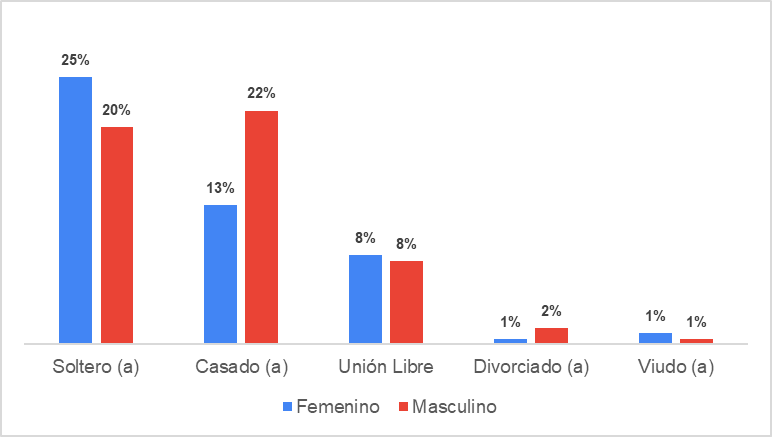 25%
20%
13%
22%
8%
8%
1%
2%
1%
1%
Soltero (a)
Casado (a)
Unión Libre
Divorciado (a)
Viudo (a)
Femenino
Masculino